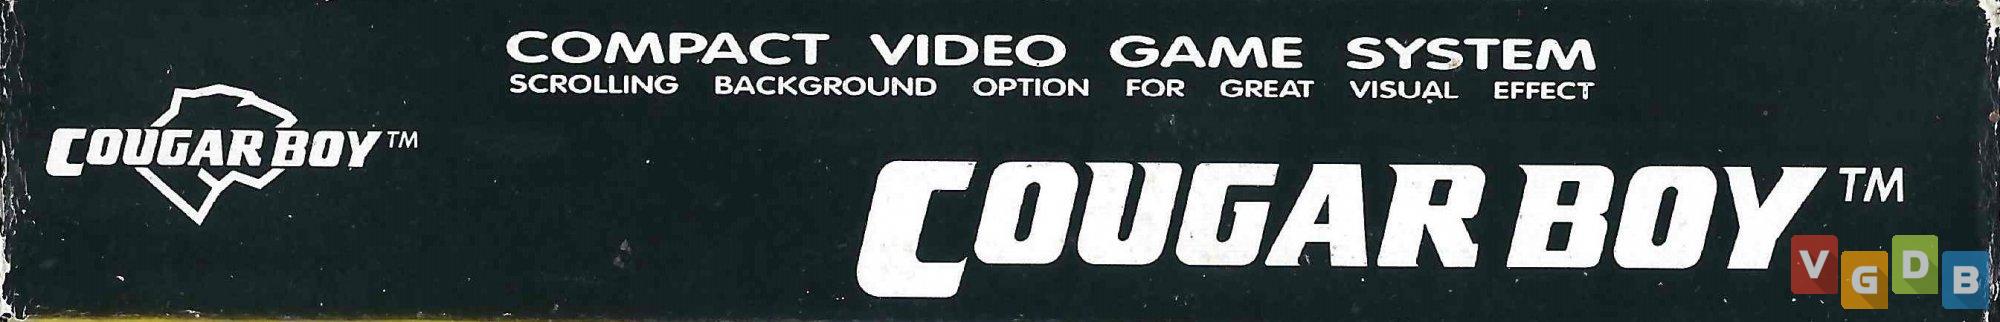 COMPACT VIDEO GAME SYSTEM
SCROLLING BACKGROUND OPTION FOR GREAT VISUAL EFFECT
COUGAR BOY™
COUGAR BOY™
VGDB